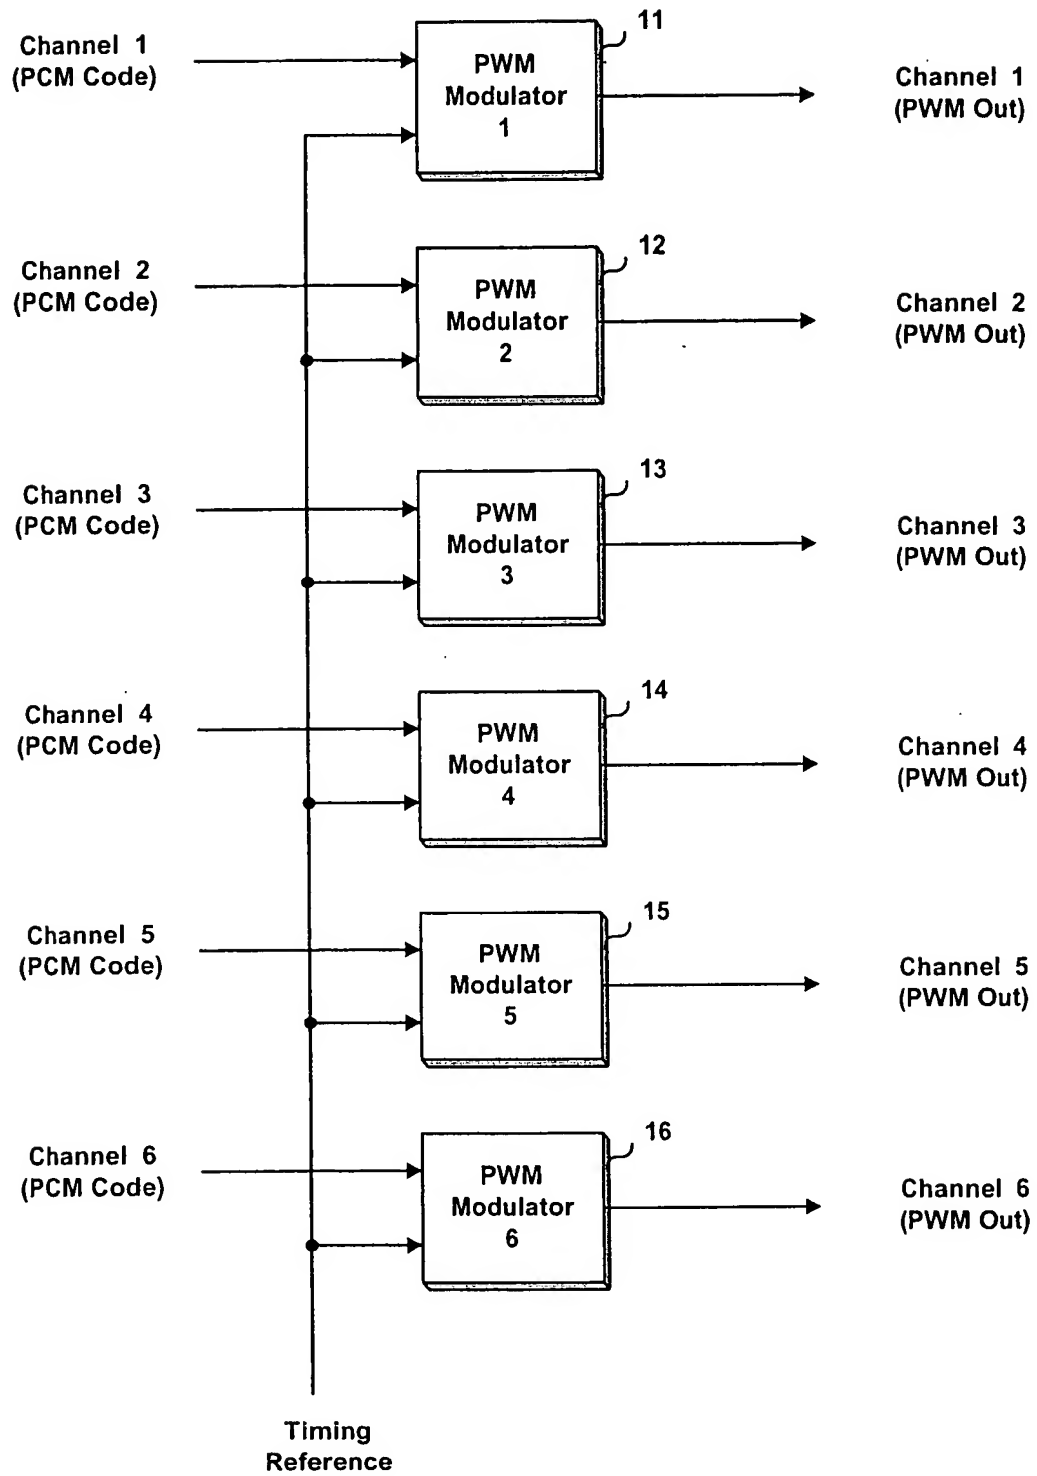 11
Channel 1
(PCM Code)
PWM
Modulator
1
Channel 1
(PWM Out)
12
Channel 2
(PCM Code)
PWM
Modulator
2
Channel 2
(PWM Out)
13
Channel 3
(PCM Code)
PWM
Modulator
3
Channel 3
(PWM Out)
14
Channel 4
(PCM Code)
PWM
Modulator
4
Channel 4
(PWM Out)
15
Channel 5
(PCM Code)
PWM
Modulator
5
Channel 5
(PWM Out)
16
Channel 6
(PCM Code)
PWM
Modulator
6
Channel 6
(PWM Out)
Timing
Reference